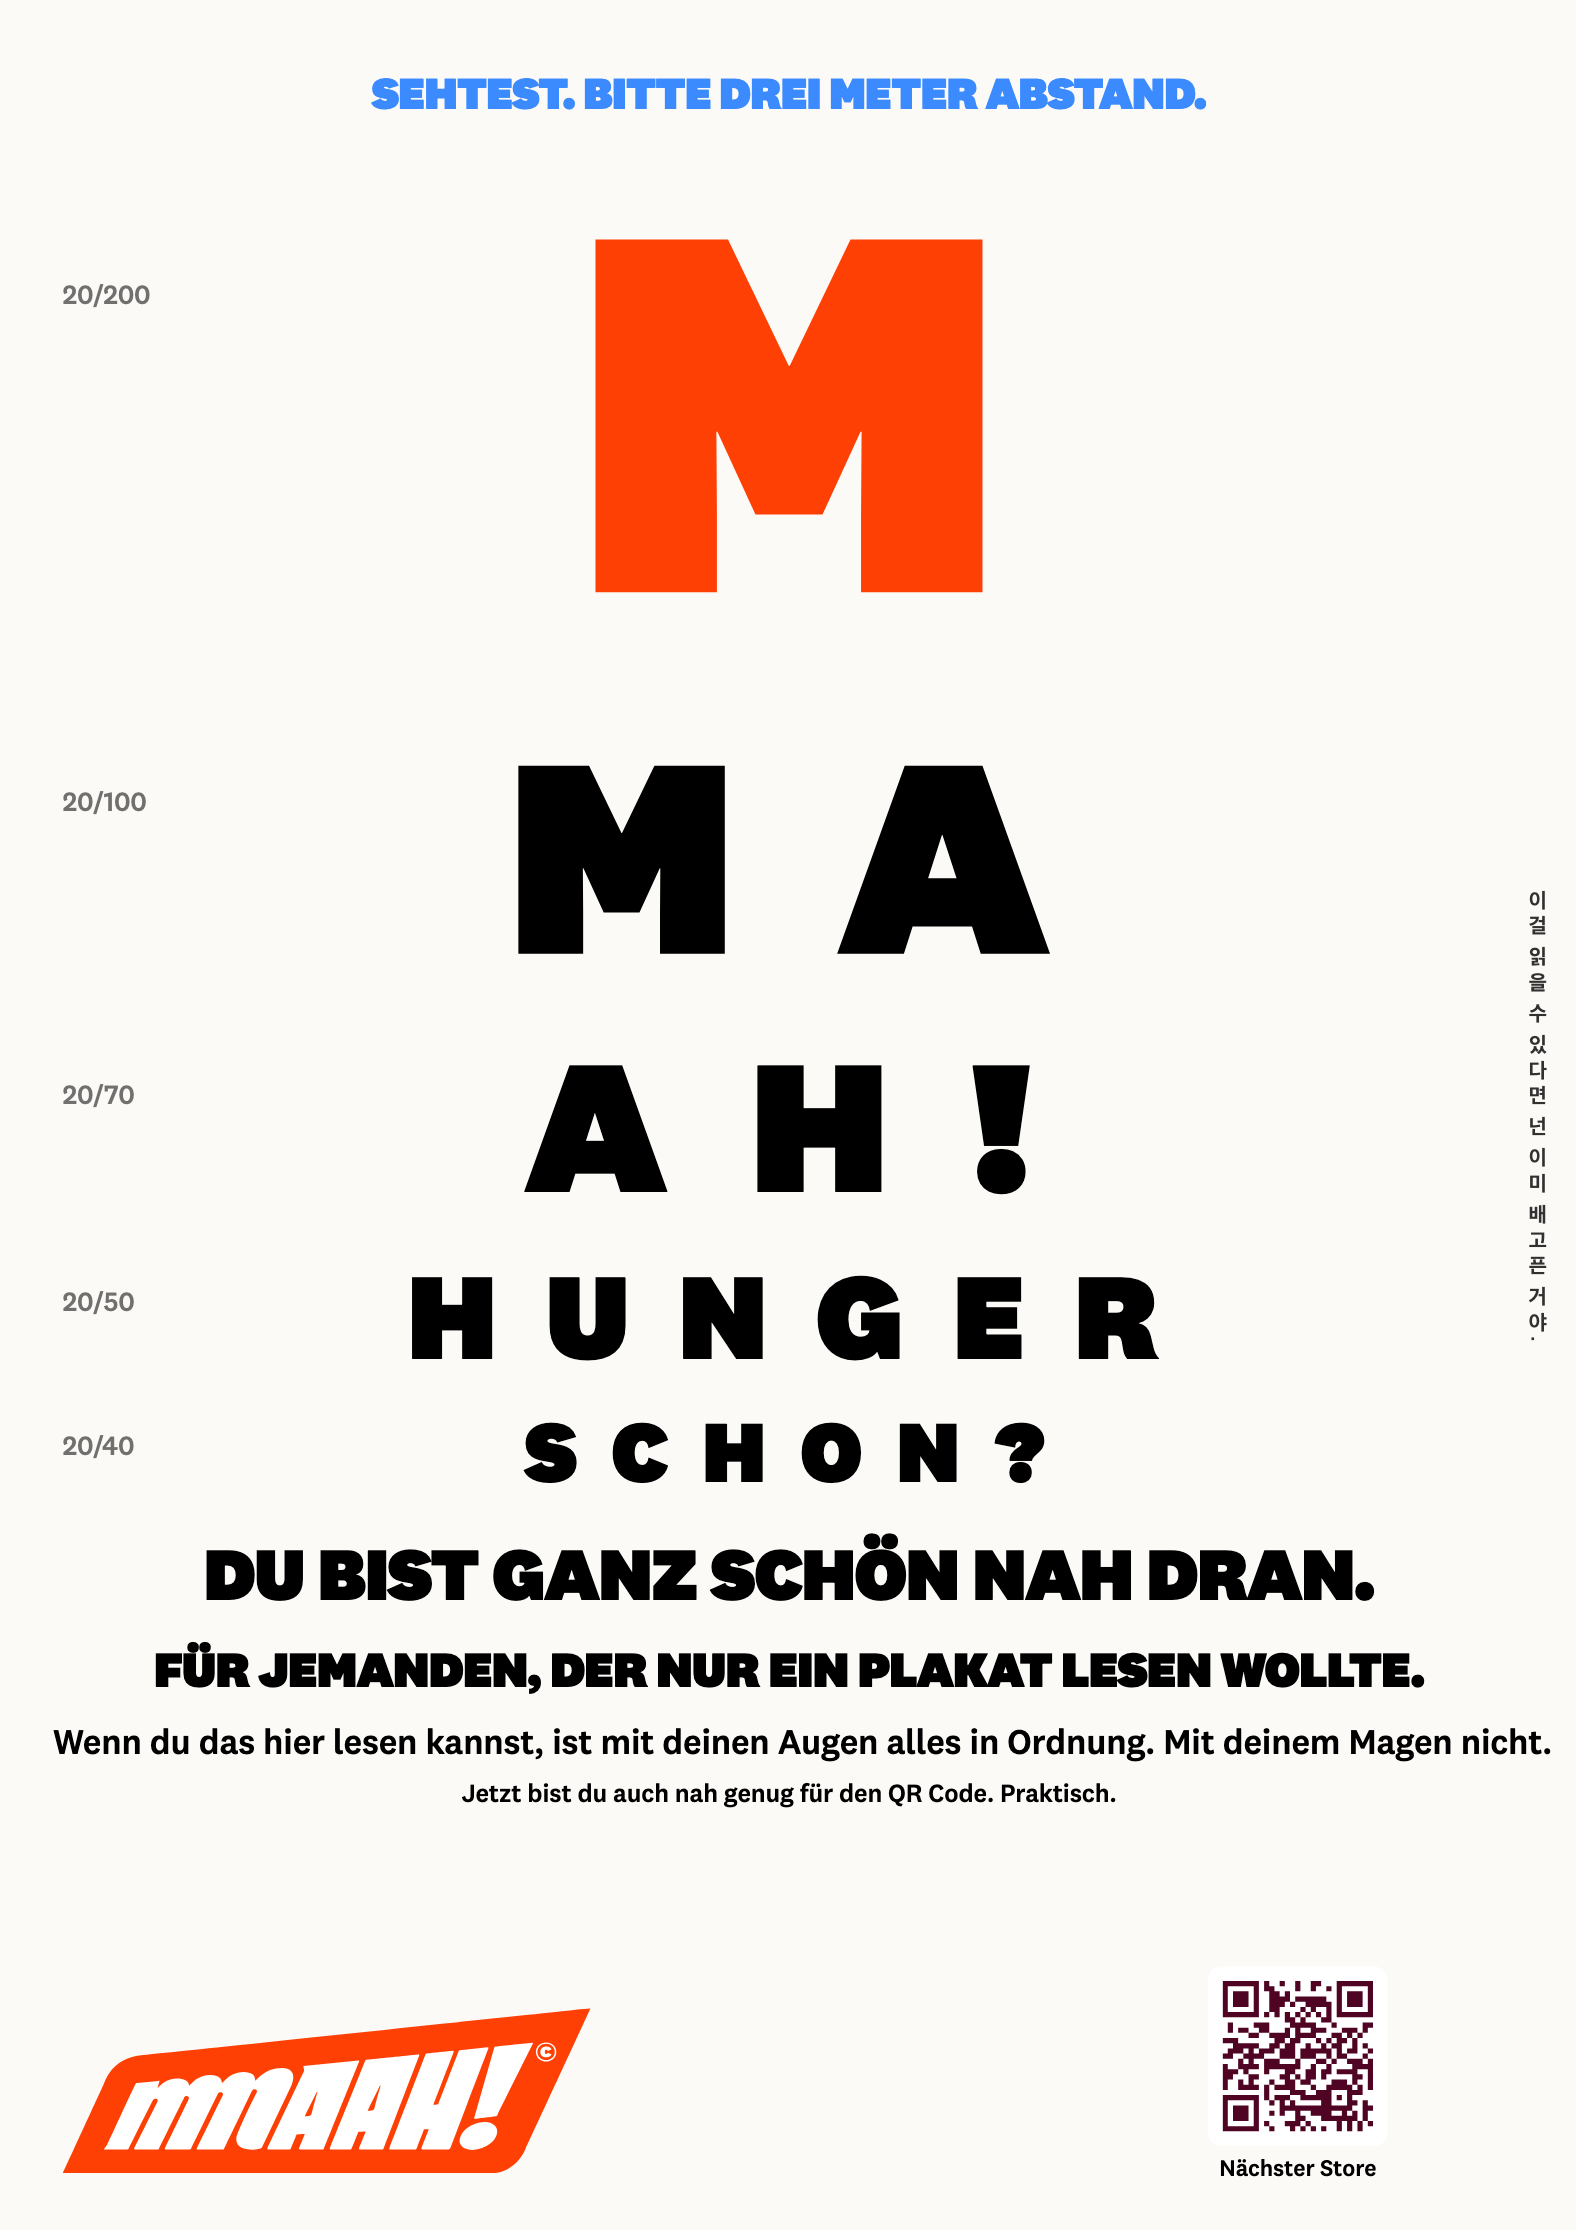 SEHTEST. BITTE DREI METER ABSTAND.
20/200
M
20/100
M A
20/70
A H !
20/50
H U N G E R
20/40
S C H O N ?
이걸 읽을 수 있다면 넌 이미 배고픈 거야.
DU BIST GANZ SCHÖN NAH DRAN.
FÜR JEMANDEN, DER NUR EIN PLAKAT LESEN WOLLTE.
Wenn du das hier lesen kannst, ist mit deinen Augen alles in Ordnung. Mit deinem Magen nicht.
Jetzt bist du auch nah genug für den QR Code. Praktisch.
MMAAH! ©
Nächster Store